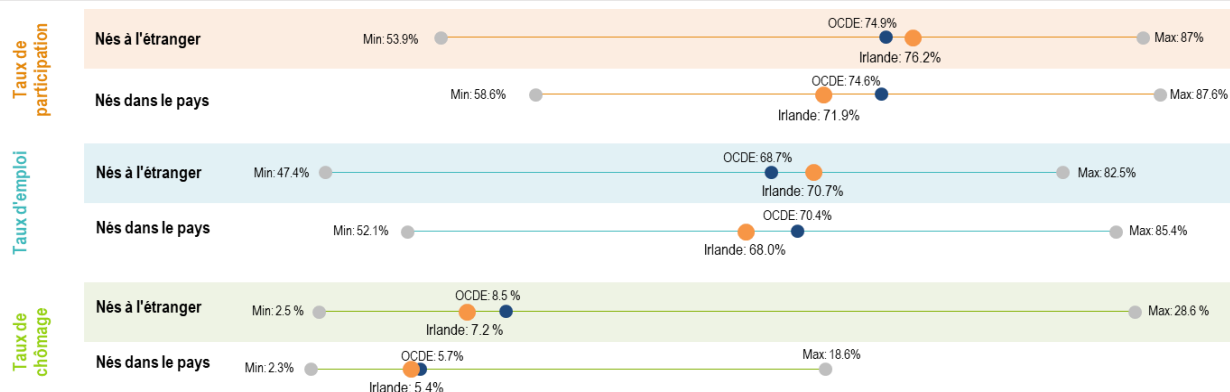 Taux de participation
Nés à l'étranger
Min: 53.9%
OCDE: 74.9%
Irlande: 76.2%
Max: 87%
Nés dans le pays
Min: 58.6%
OCDE: 74.6%
Irlande: 71.9%
Max: 87.6%
Taux d'emploi
Nés à l'étranger
Min: 47.4%
OCDE: 68.7%
Irlande: 70.7%
Max: 82.5%
Nés dans le pays
Min: 52.1%
OCDE: 70.4%
Irlande: 68.0%
Max: 85.4%
Taux de chômage
Nés à l'étranger
Min: 2.5 %
OCDE: 8.5 %
Irlande: 7.2 %
Max: 28.6 %
Nés dans le pays
Min: 2.3%
OCDE: 5.7%
Irlande: 5.4%
Max: 18.6%